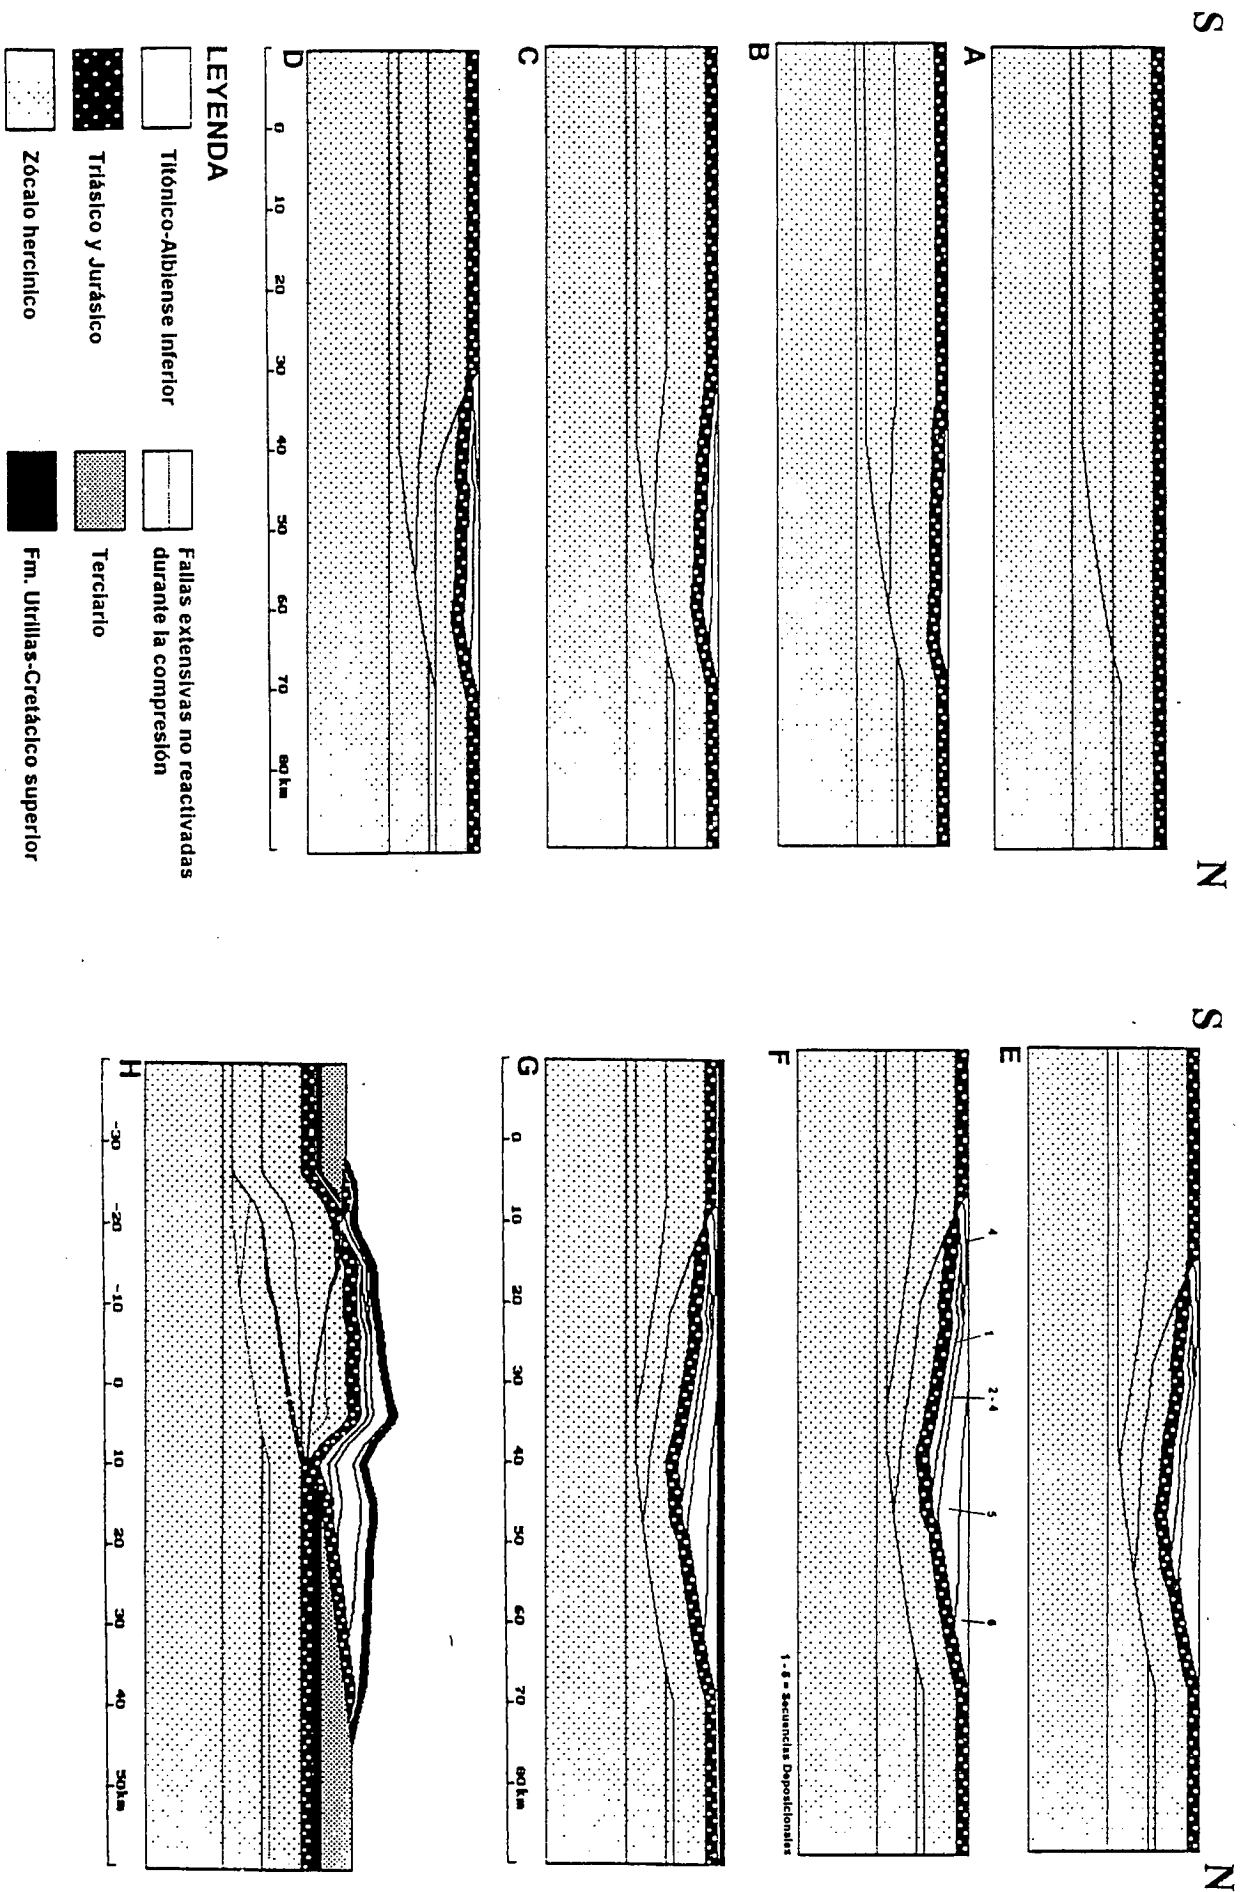 S
N
A
B
C
D
0 10 20 30 40 50 60 70 80 km
LEYENDA
Titónico-Albiense Inferior
Triásico y Jurásico
Zócalo hercínico
Fallas extensivas no reactivadas
durante la compresión
Terciario
Fm. Utrillas-Cretácico superior
S
N
E
F
4 1 2-4 5 6
1-6 = Secuencias Deposicionales
G
0 10 20 30 40 50 60 70 80 km
H
-30 -20 -10 0 10 20 30 40 50 km